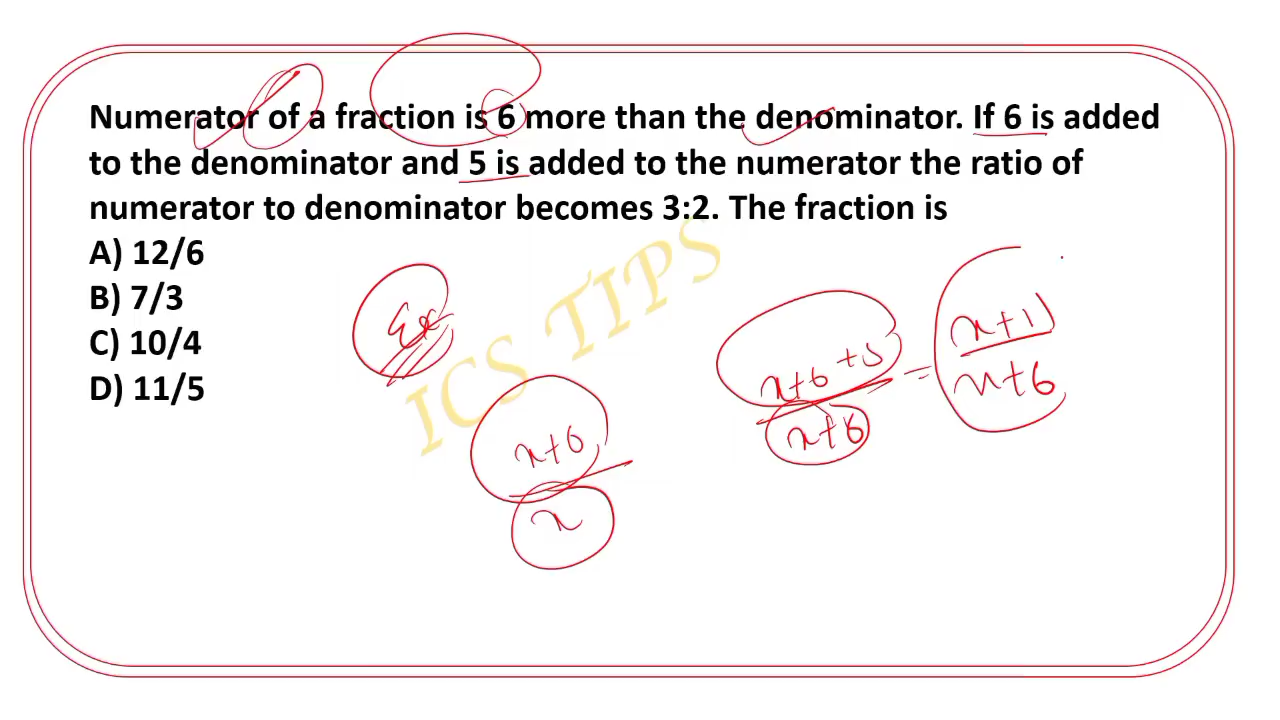 Numerator of a fraction is 6 more than the denominator. If 6 is added
to the denominator and 5 is added to the numerator the ratio of
numerator to denominator becomes 3:2. The fraction is
A) 12/6
B) 7/3
C) 10/4
D) 11/5
ICS TIPS
x+6
x
x+6+5
x+6
=
x+11
x+6